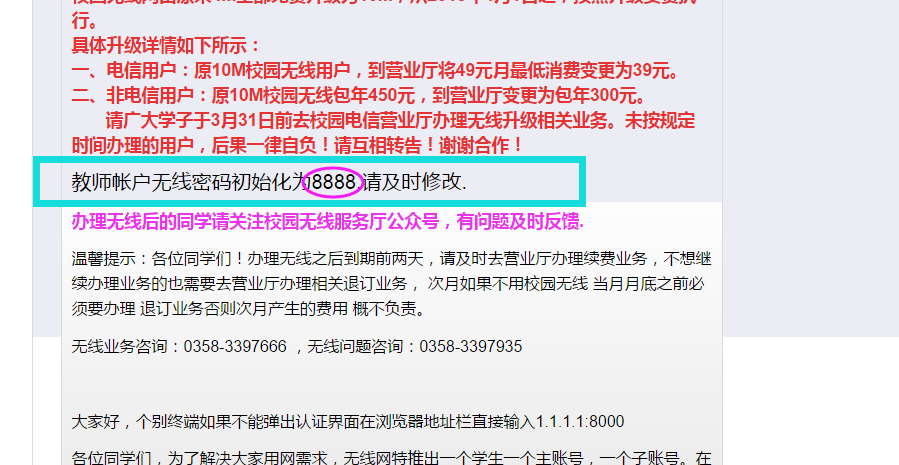 行。
具体升级详情如下所示：
一、电信用户：原10M校园无线用户，到营业厅将49元月最低消费变更为39元。
二、非电信用户：原10M校园无线包年450元，到营业厅变更为包年300元。
请广大学子于3月31日前去校园电信营业厅办理无线升级相关业务。未按规定
时间办理的用户，后果一律自负！请互相转告！谢谢合作！
教师帐户无线密码初始化为8888.请及时修改.
办理无线后的同学请关注校园无线服务厅公众号，有问题及时反馈.
温馨提示：各位同学们！办理无线之后到期前两天，请及时去营业厅办理续费业务，不想继
续办理业务的也需要去营业厅办理相关退订业务， 次月如果不用校园无线 当月月底之前必
须要办理 退订业务否则次月产生的费用 概不负责。
无线业务咨询：0358-3397666 ，无线问题咨询：0358-3397935
大家好，个别终端如果不能弹出认证界面在浏览器地址栏直接输入1.1.1.1:8000
各位同学们，为了解决大家用网需求，无线网特推出一个学生一个主账号，一个子账号。在